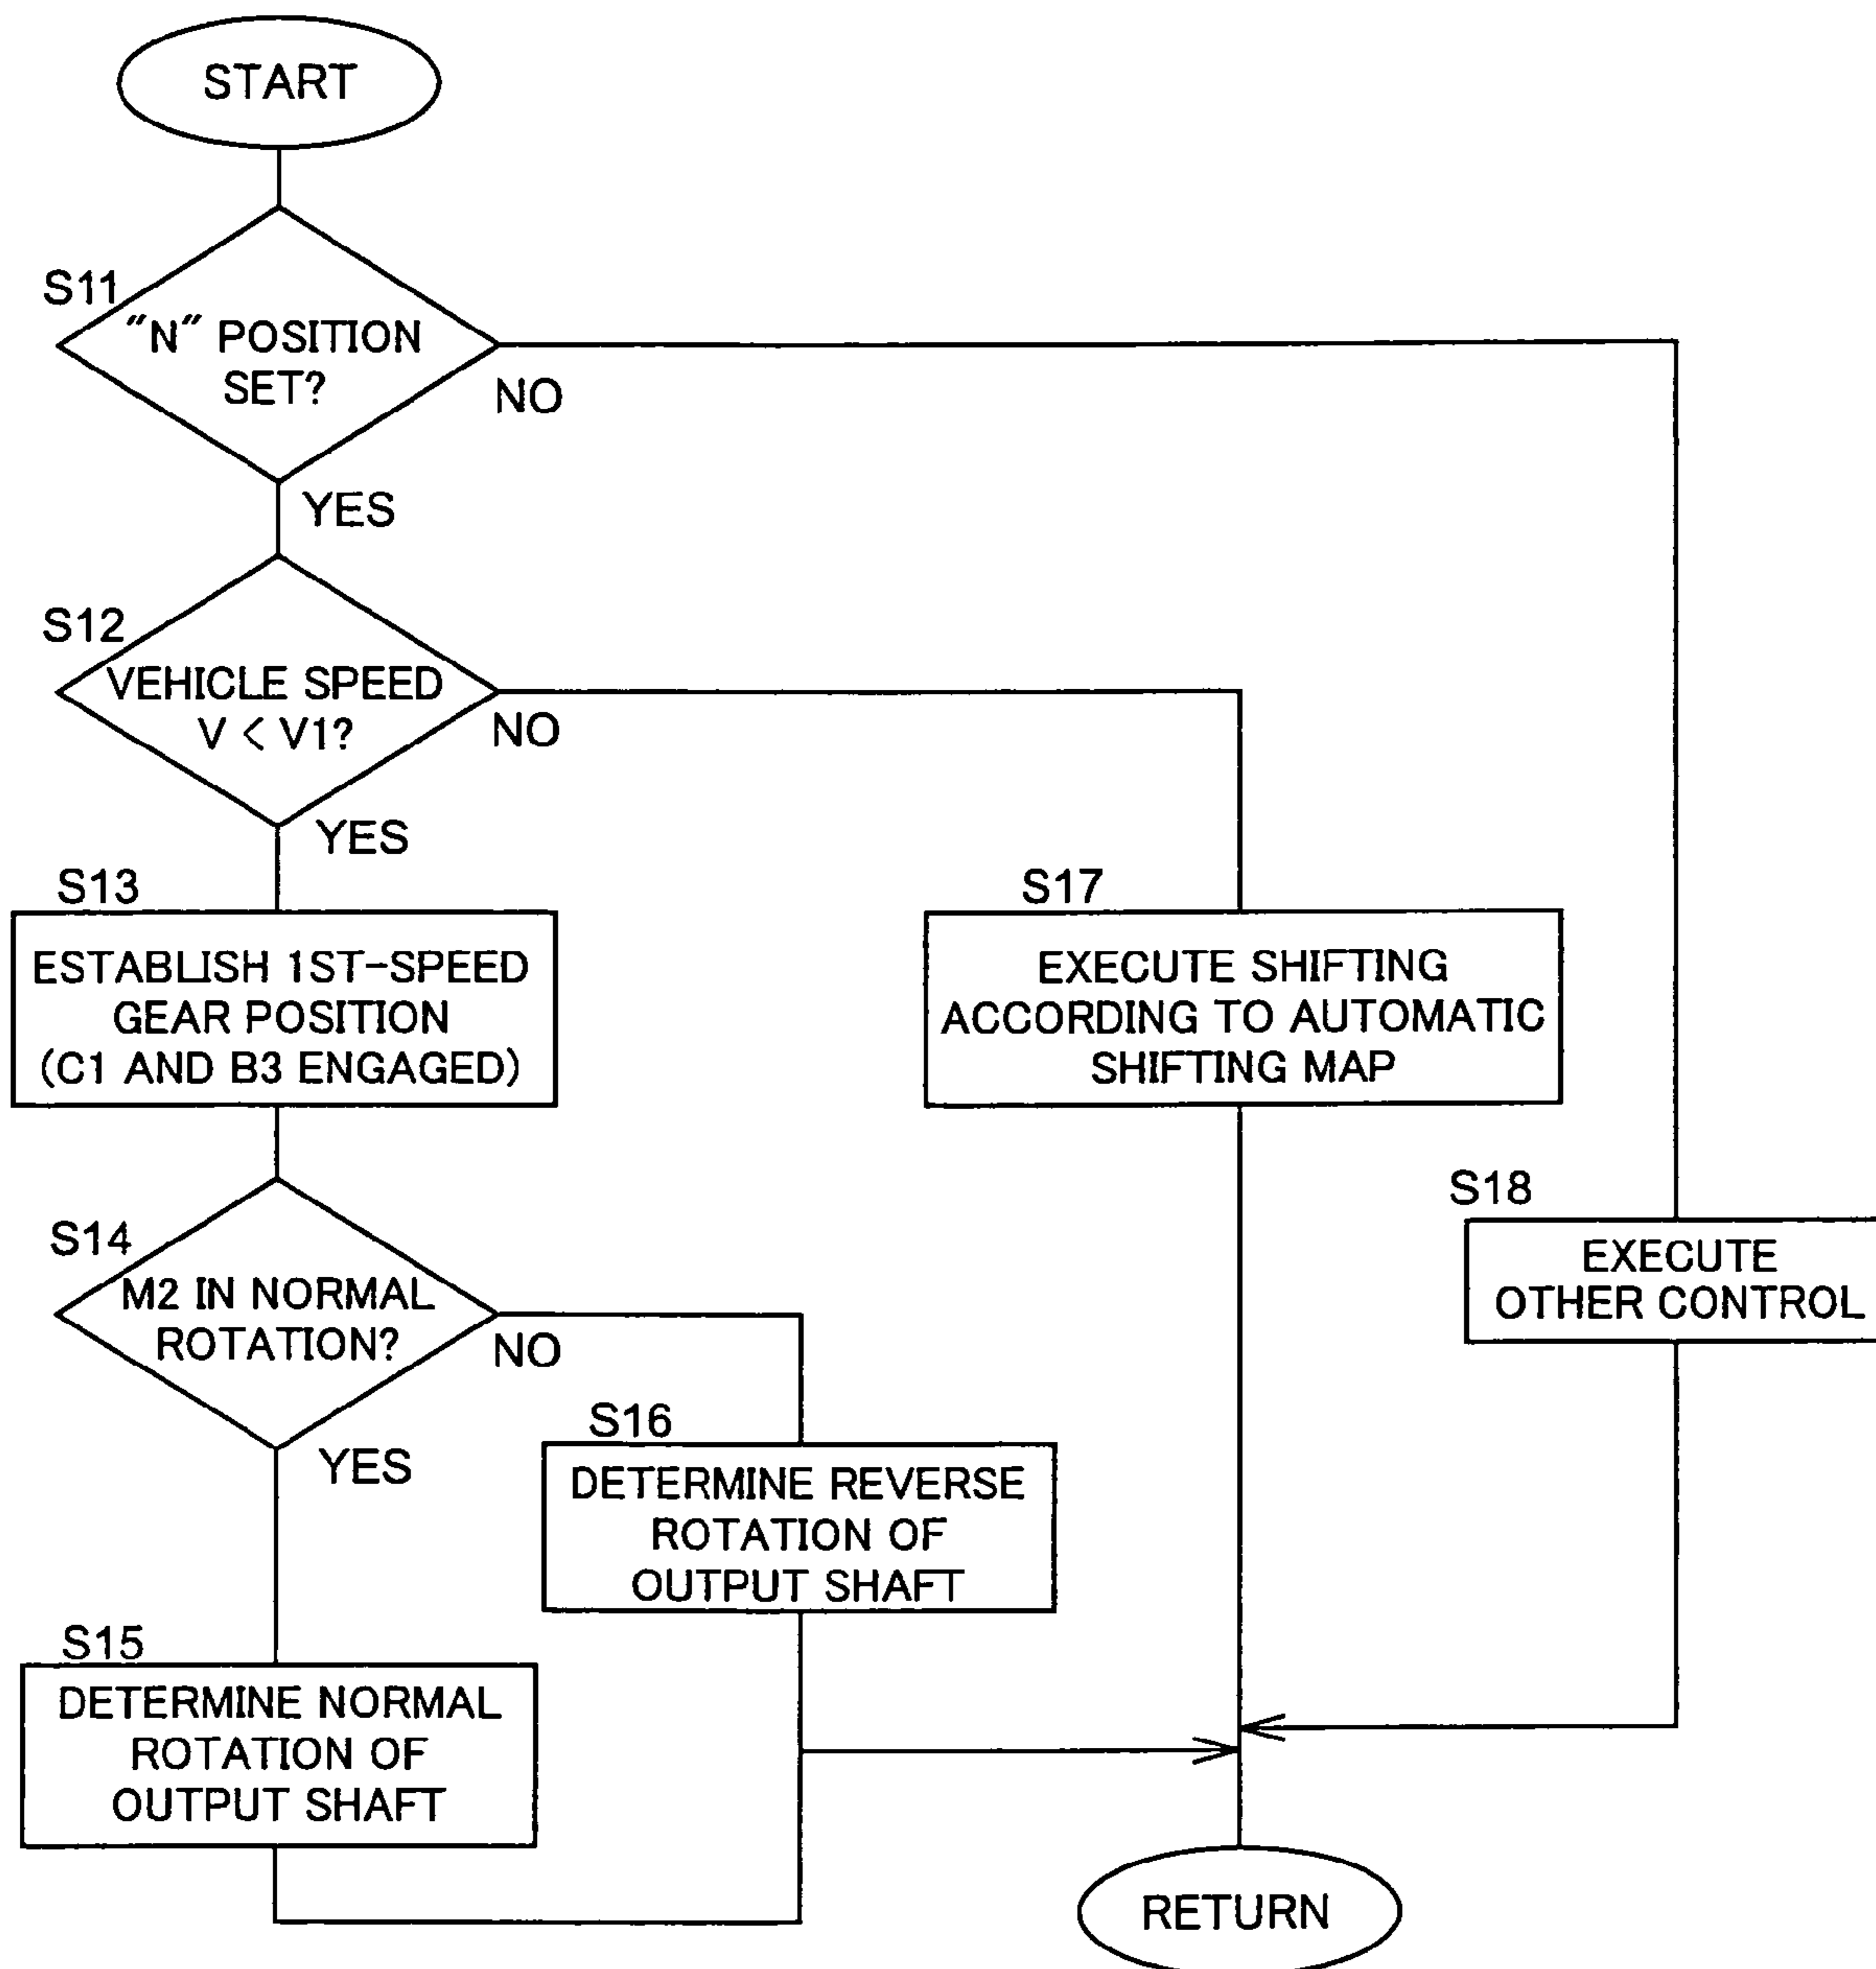 START
S11
"N" POSITION
SET?
NO
YES
S12
VEHICLE SPEED
V < V1?
NO
YES
S13
ESTABLISH 1ST-SPEED
GEAR POSITION
(C1 AND B3 ENGAGED)
S17
EXECUTE SHIFTING
ACCORDING TO AUTOMATIC
SHIFTING MAP
S14
M2 IN NORMAL
ROTATION?
NO
YES
S18
EXECUTE
OTHER CONTROL
S16
DETERMINE REVERSE
ROTATION OF
OUTPUT SHAFT
S15
DETERMINE NORMAL
ROTATION OF
OUTPUT SHAFT
RETURN